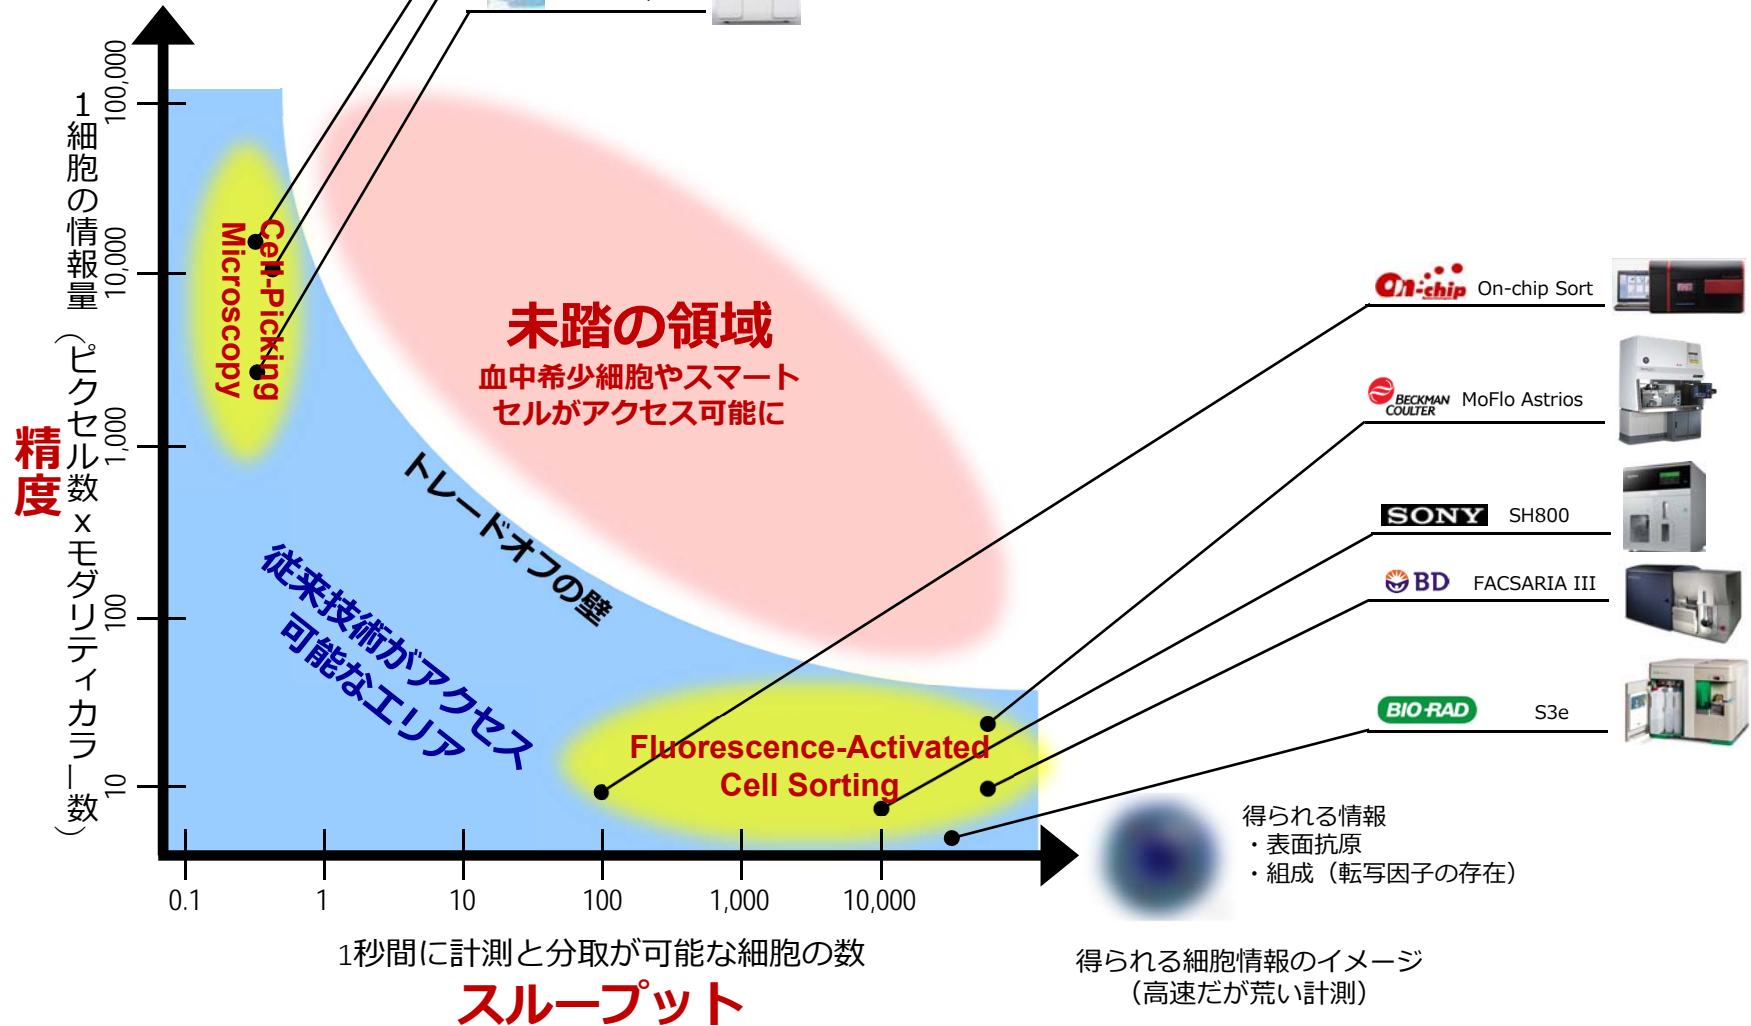 100,000
10,000
1,000
100
10
1細胞の情報量（ピクセル数xモダリティカラー数）
精度
Cell-Picking
Microscopy
未踏の領域
血中希少細胞やスマート
セルがアクセス可能に
トレードオフの壁
従来技術がアクセス
可能なエリア
Fluorescence-Activated
Cell Sorting
On-chip On-chip Sort
BECKMAN
COULTER MoFlo Astrios
SONY SH800
BD FACSARIA III
BIO-RAD S3e
0.1 1 10 100 1,000 10,000
1秒間に計測と分取が可能な細胞の数
スループット
得られる情報
・表面抗原
・組成（転写因子の存在）
得られる細胞情報のイメージ
（高速だが荒い計測）